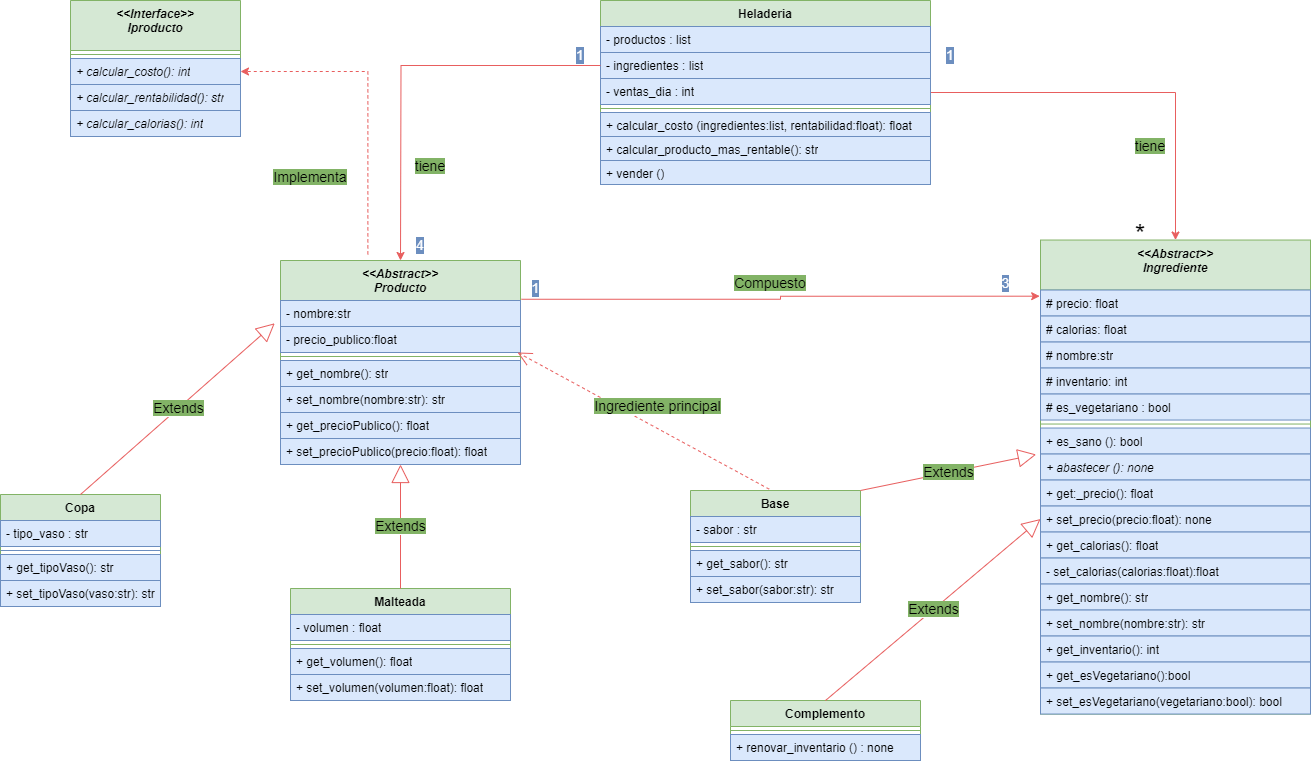 <<Interface>>
Iproducto
+ calcular_costo(): int
+ calcular_rentabilidad(): str
+ calcular_calorias(): int
Heladeria
- productos : list
- ingredientes : list
- ventas_dia : int
+ calcular_costo (ingredientes:list, rentabilidad:float): float
+ calcular_producto_mas_rentable(): str
+ vender ()
1
1
tiene
tiene
Implementa
4
*
<<Abstract>>
Producto
- nombre:str
- precio_publico:float
+ get_nombre(): str
+ set_nombre(nombre:str): str
+ get_precioPublico(): float
+ set_precioPublico(precio:float): float
1
Compuesto
3
<<Abstract>>
Ingrediente
# precio: float
# calorias: float
# nombre:str
# inventario: int
# es_vegetariano : bool
+ es_sano (): bool
+ abastecer (): none
+ get:_precio(): float
+ set_precio(precio:float): none
+ get_calorias(): float
- set_calorias(calorias:float):float
+ get_nombre(): str
+ set_nombre(nombre:str): str
+ get_inventario(): int
+ get_esVegetariano():bool
+ set_esVegetariano(vegetariano:bool): bool
Extends
Ingrediente principal
Extends
Extends
Extends
Copa
- tipo_vaso : str
+ get_tipoVaso(): str
+ set_tipoVaso(vaso:str): str
Malteada
- volumen : float
+ get_volumen(): float
+ set_volumen(volumen:float): float
Base
- sabor : str
+ get_sabor(): str
+ set_sabor(sabor:str): str
Complemento
+ renovar_inventario () : none